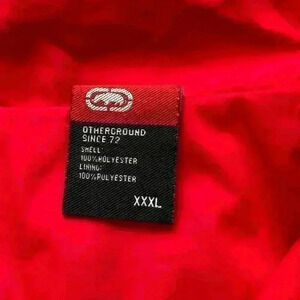 OTHERGROUND
SINCE 72
SHELL:
100%POLYESTER
LINING:
100%POLYESTER
XXXL